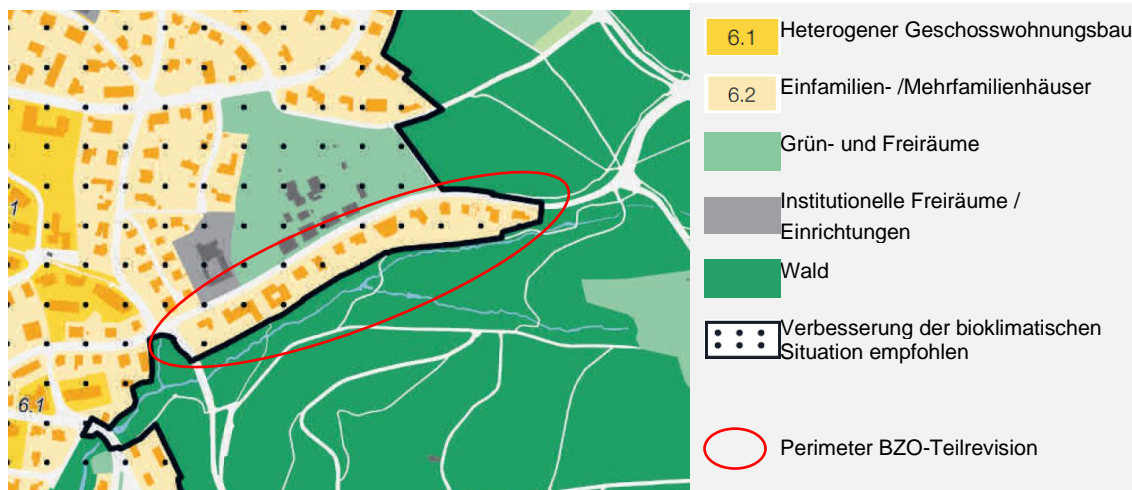 1
6.1
6.1
Heterogener Geschosswohnungsbau
6.2
Einfamilien- /Mehrfamilienhäuser
Grün- und Freiräume
Institutionelle Freiräume /
Einrichtungen
Wald
Verbesserung der bioklimatischen
Situation empfohlen
Perimeter BZO-Teilrevision